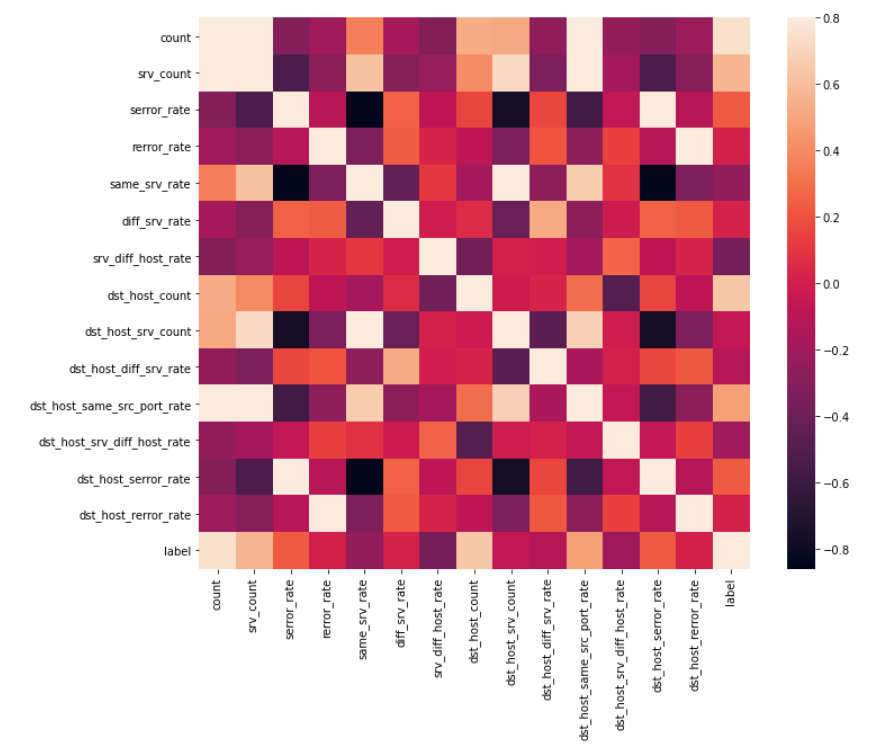 count
srv_count
serror_rate
rerror_rate
same_srv_rate
diff_srv_rate
srv_diff_host_rate
dst_host_count
dst_host_srv_count
dst_host_diff_srv_rate
dst_host_same_src_port_rate
dst_host_srv_diff_host_rate
dst_host_serror_rate
dst_host_rerror_rate
label
count
srv_count
serror_rate
rerror_rate
same_srv_rate
diff_srv_rate
srv_diff_host_rate
dst_host_count
dst_host_srv_count
dst_host_diff_srv_rate
dst_host_same_src_port_rate
dst_host_srv_diff_host_rate
dst_host_serror_rate
dst_host_rerror_rate
label
0.8
0.6
0.4
0.2
0.0
−0.2
−0.4
−0.6
−0.8